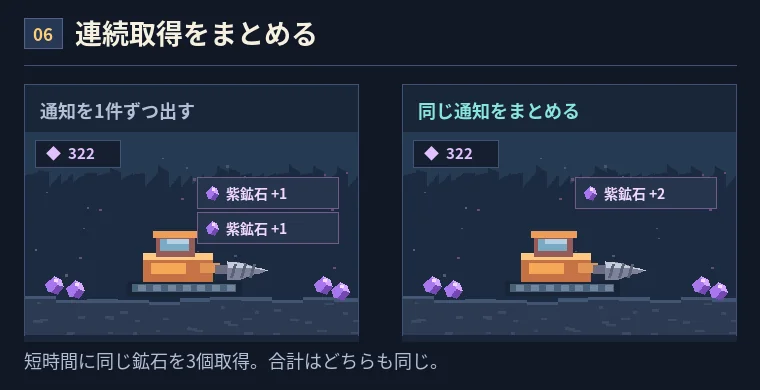 06 連続取得をまとめる
通知を1件ずつ出す
322
紫鉱石 +1
紫鉱石 +1
同じ通知をまとめる
322
紫鉱石 +2
短時間に同じ鉱石を3個取得。合計はどちらも同じ。